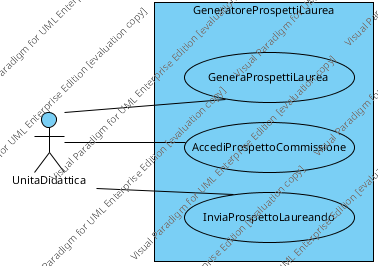 GeneratoreProspettiLaurea
GeneraProspettiLaurea
AccediProspettoCommissione
UnitaDidattica
InviaProspettoLaureando
Visual Paradigm for UML Enterprise Edition [evaluation copy]